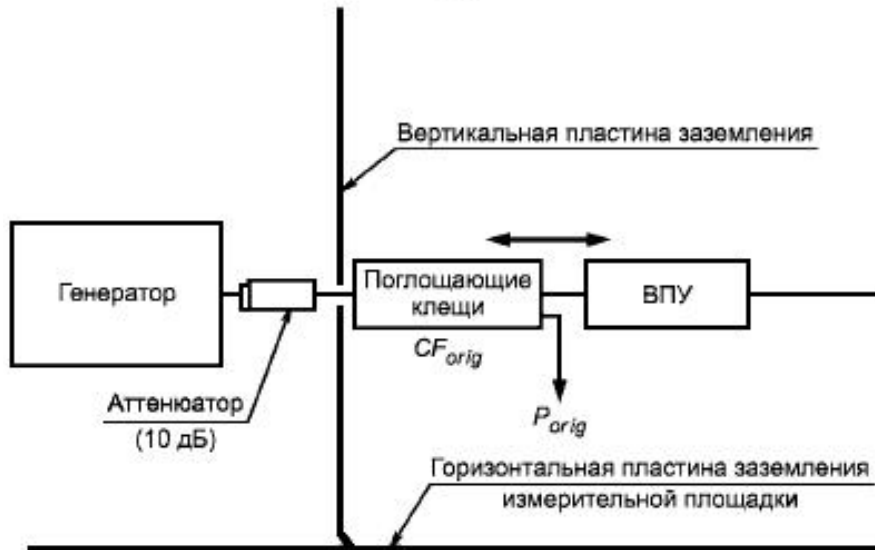 Вертикальная пластина заземления
Генератор
Поглощающие
клещи
ВПУ
CForig
Аттенюатор
(10 дБ)
Porig
Горизонтальная пластина заземления
измерительной площадки